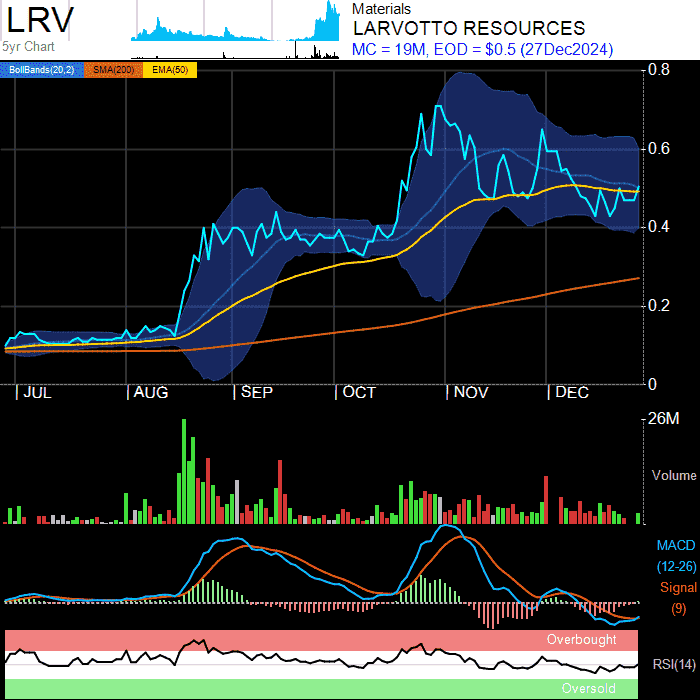 LRV
5yr Chart
Materials
LARVOTTO RESOURCES
MC = 19M, EOD = $0.5 (27Dec2024)
BollBands(20,2) SMA(200) EMA(50)
0.8
0.6
0.4
0.2
0
JUL AUG SEP OCT NOV DEC
26M
Volume
MACD
(12-26)
Signal
(9)
Overbought
RSI(14)
Oversold